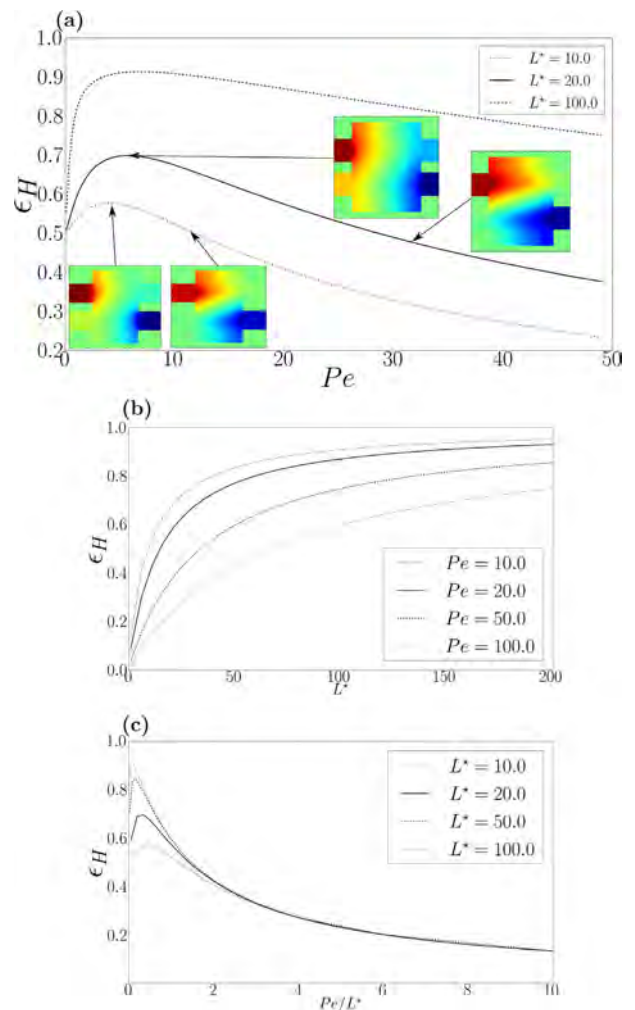 (a)
1.0
0.9
0.8
0.7
0.6
0.5
0.4
0.3
0.2
ϵ_H
L* = 10.0
L* = 20.0
L* = 100.0
0 10 20 30 40 50
Pe
(b)
1.0
0.8
0.6
0.4
0.2
0.0
ϵ_H
Pe = 10.0
Pe = 20.0
Pe = 50.0
Pe = 100.0
0 50 100 150 200
L*
(c)
1.0
0.8
0.6
0.4
0.2
0
ϵ_H
L* = 10.0
L* = 20.0
L* = 50.0
L* = 100.0
2 4 6 8 10
Pe/L*